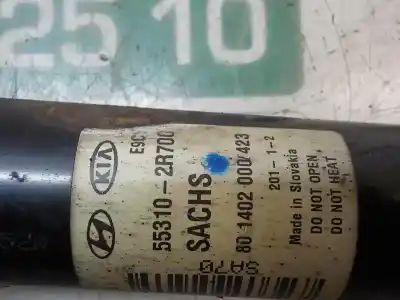 25 10
KIA
E9C
55310-2R700
SACHS
80 1402 000 423
201-1-2
Made in Slovakia
DO NOT OPEN
DO NOT HEAT
SA70